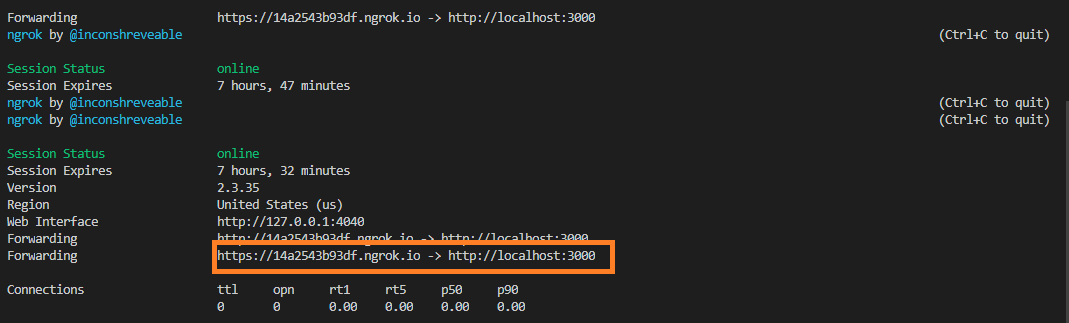 Forwarding https://14a2543b93df.ngrok.io -> http://localhost:3000
ngrok by @inconshreveable (Ctrl+C to quit)
Session Status online
Session Expires 7 hours, 47 minutes
ngrok by @inconshreveable (Ctrl+C to quit)
ngrok by @inconshreveable (Ctrl+C to quit)
Session Status online
Session Expires 7 hours, 32 minutes
Version 2.3.35
Region United States (us)
Web Interface http://127.0.0.1:4040
Forwarding http://14a2543b93df.ngrok.io -> http://localhost:3000
Forwarding https://14a2543b93df.ngrok.io -> http://localhost:3000
Connections ttl opn rt1 rt5 p50 p90
0 0 0.00 0.00 0.00 0.00